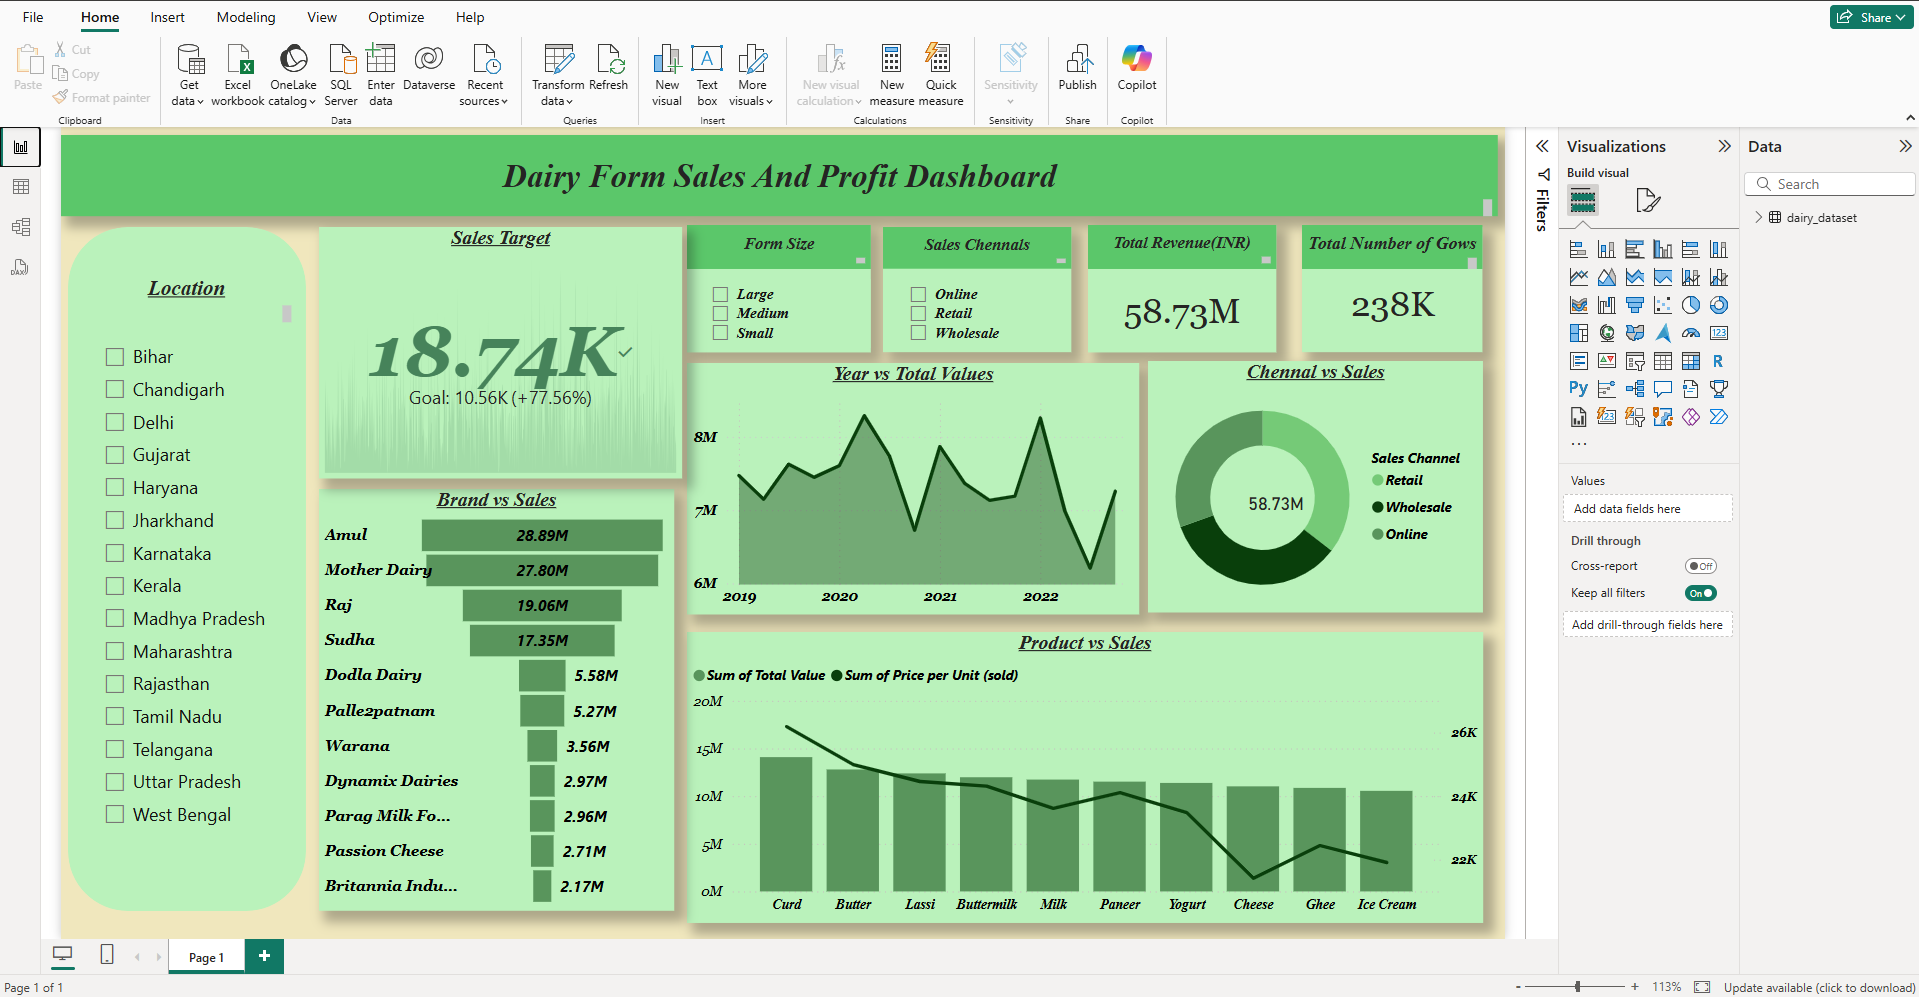 File Home Insert Modeling View Optimize Help
Share
Paste
Cut
Copy
Format painter
Clipboard
Get data
Excel workbook
OneLake catalog
SQL Server
Enter data
Dataverse
Recent sources
Data
Transform data
Refresh
Queries
New visual
Text box
More visuals
Insert
New visual calculation
New measure
Quick measure
Calculations
Sensitivity
Sensitivity
Publish
Share
Copilot
Copilot
Dairy Form Sales And Profit Dashboard
Location
Bihar
Chandigarh
Delhi
Gujarat
Haryana
Jharkhand
Karnataka
Kerala
Madhya Pradesh
Maharashtra
Rajasthan
Tamil Nadu
Telangana
Uttar Pradesh
West Bengal
Sales Target
18.74K
Goal: 10.56K (+77.56%)
Form Size
Large
Medium
Small
Sales Chennals
Online
Retail
Wholesale
Total Revenue(INR)
58.73M
Total Number of Gows
238K
Brand vs Sales
Amul 28.89M
Mother Dairy 27.80M
Raj 19.06M
Sudha 17.35M
Dodla Dairy 5.58M
Palle2patnam 5.27M
Warana 3.56M
Dynamix Dairies 2.97M
Parag Milk Fo... 2.96M
Passion Cheese 2.71M
Britannia Indu... 2.17M
Year vs Total Values
8M
7M
6M
2019 2020 2021 2022
Chennal vs Sales
58.73M
Sales Channel
Retail
Wholesale
Online
Product vs Sales
Sum of Total Value Sum of Price per Unit (sold)
20M
15M
10M
5M
0M
26K
24K
22K
Curd Butter Lassi Buttermilk Milk Paneer Yogurt Cheese Ghee Ice Cream
Filters
Visualizations
Build visual
123
R
Py
123
Values
Add data fields here
Drill through
Cross-report Off
Keep all filters On
Add drill-through fields here
Data
Search
dairy_dataset
DAX
Page 1
Page 1 of 1
- + 113%
Update available (click to download)